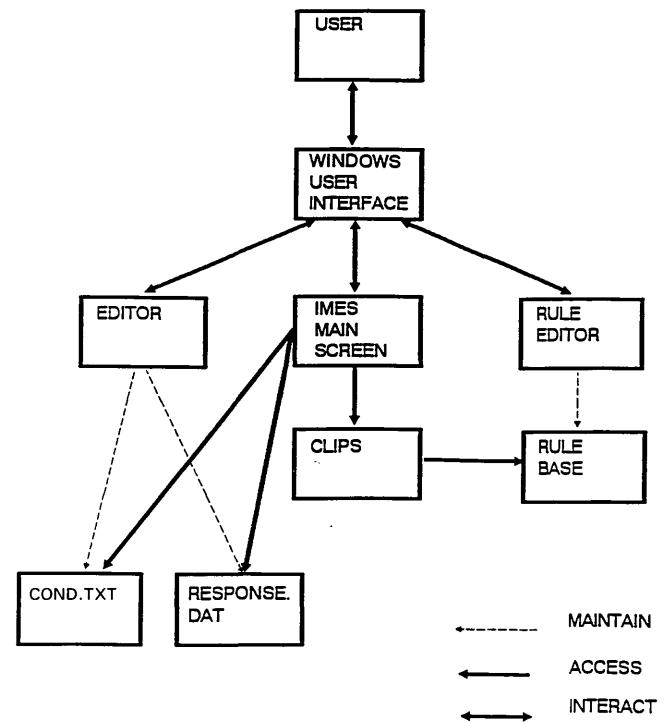 USER
WINDOWS
USER
INTERFACE
EDITOR
IMES
MAIN
SCREEN
RULE
EDITOR
CLIPS
RULE
BASE
COND.TXT
RESPONSE.
DAT
MAINTAIN
ACCESS
INTERACT